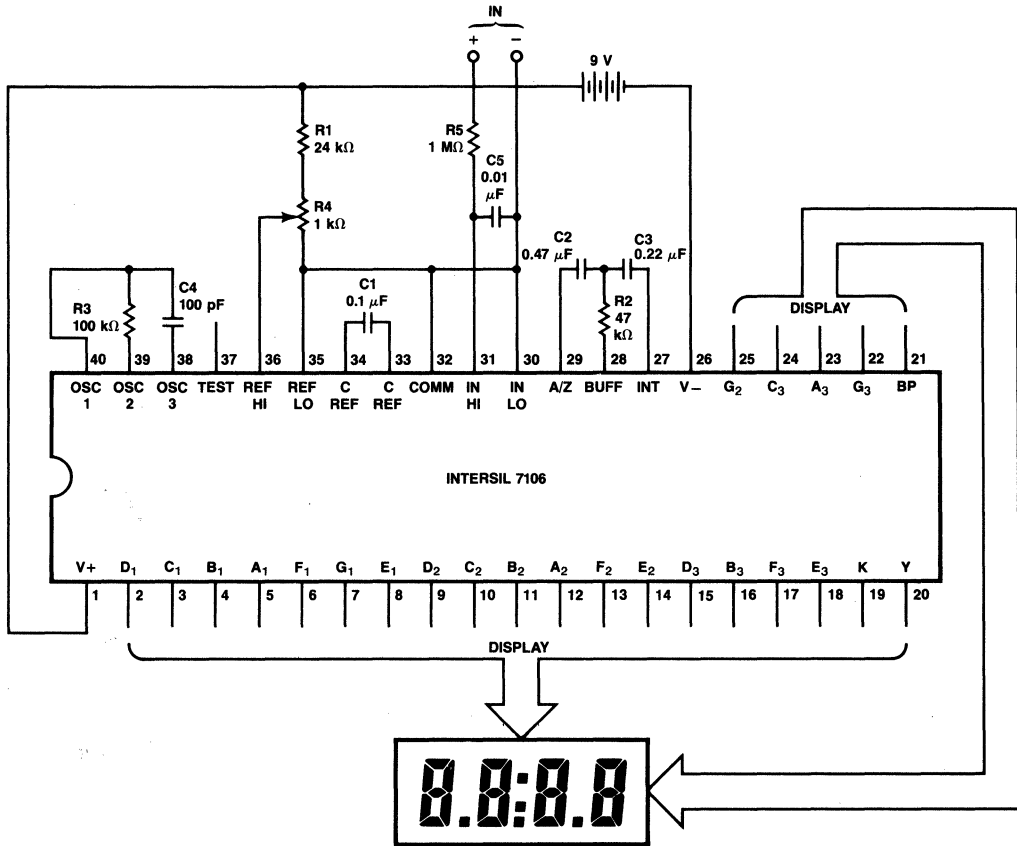 IN
+ −
9 V
R1
24 kΩ
R5
1 MΩ
C5
0.01
μF
R4
1 kΩ
C2
0.47 μF
C3
0.22 μF
C4
100 pF
R3
100 kΩ
C1
0.1 μF
R2
47
kΩ
DISPLAY
40 39 38 37 36 35 34 33 32 31 30 29 28 27 26 25 24 23 22 21
OSC 1
OSC 2
OSC 3
TEST
REF HI
REF LO
C REF
C REF
COMM
IN HI
IN LO
A/Z
BUFF
INT
V−
G2
C3
A3
G3
BP
INTERSIL 7106
V+ D1 C1 B1 A1 F1 G1 E1 D2 C2 B2 A2 F2 E2 D3 B3 F3 E3 K Y
1 2 3 4 5 6 7 8 9 10 11 12 13 14 15 16 17 18 19 20
DISPLAY
8.8:8.8